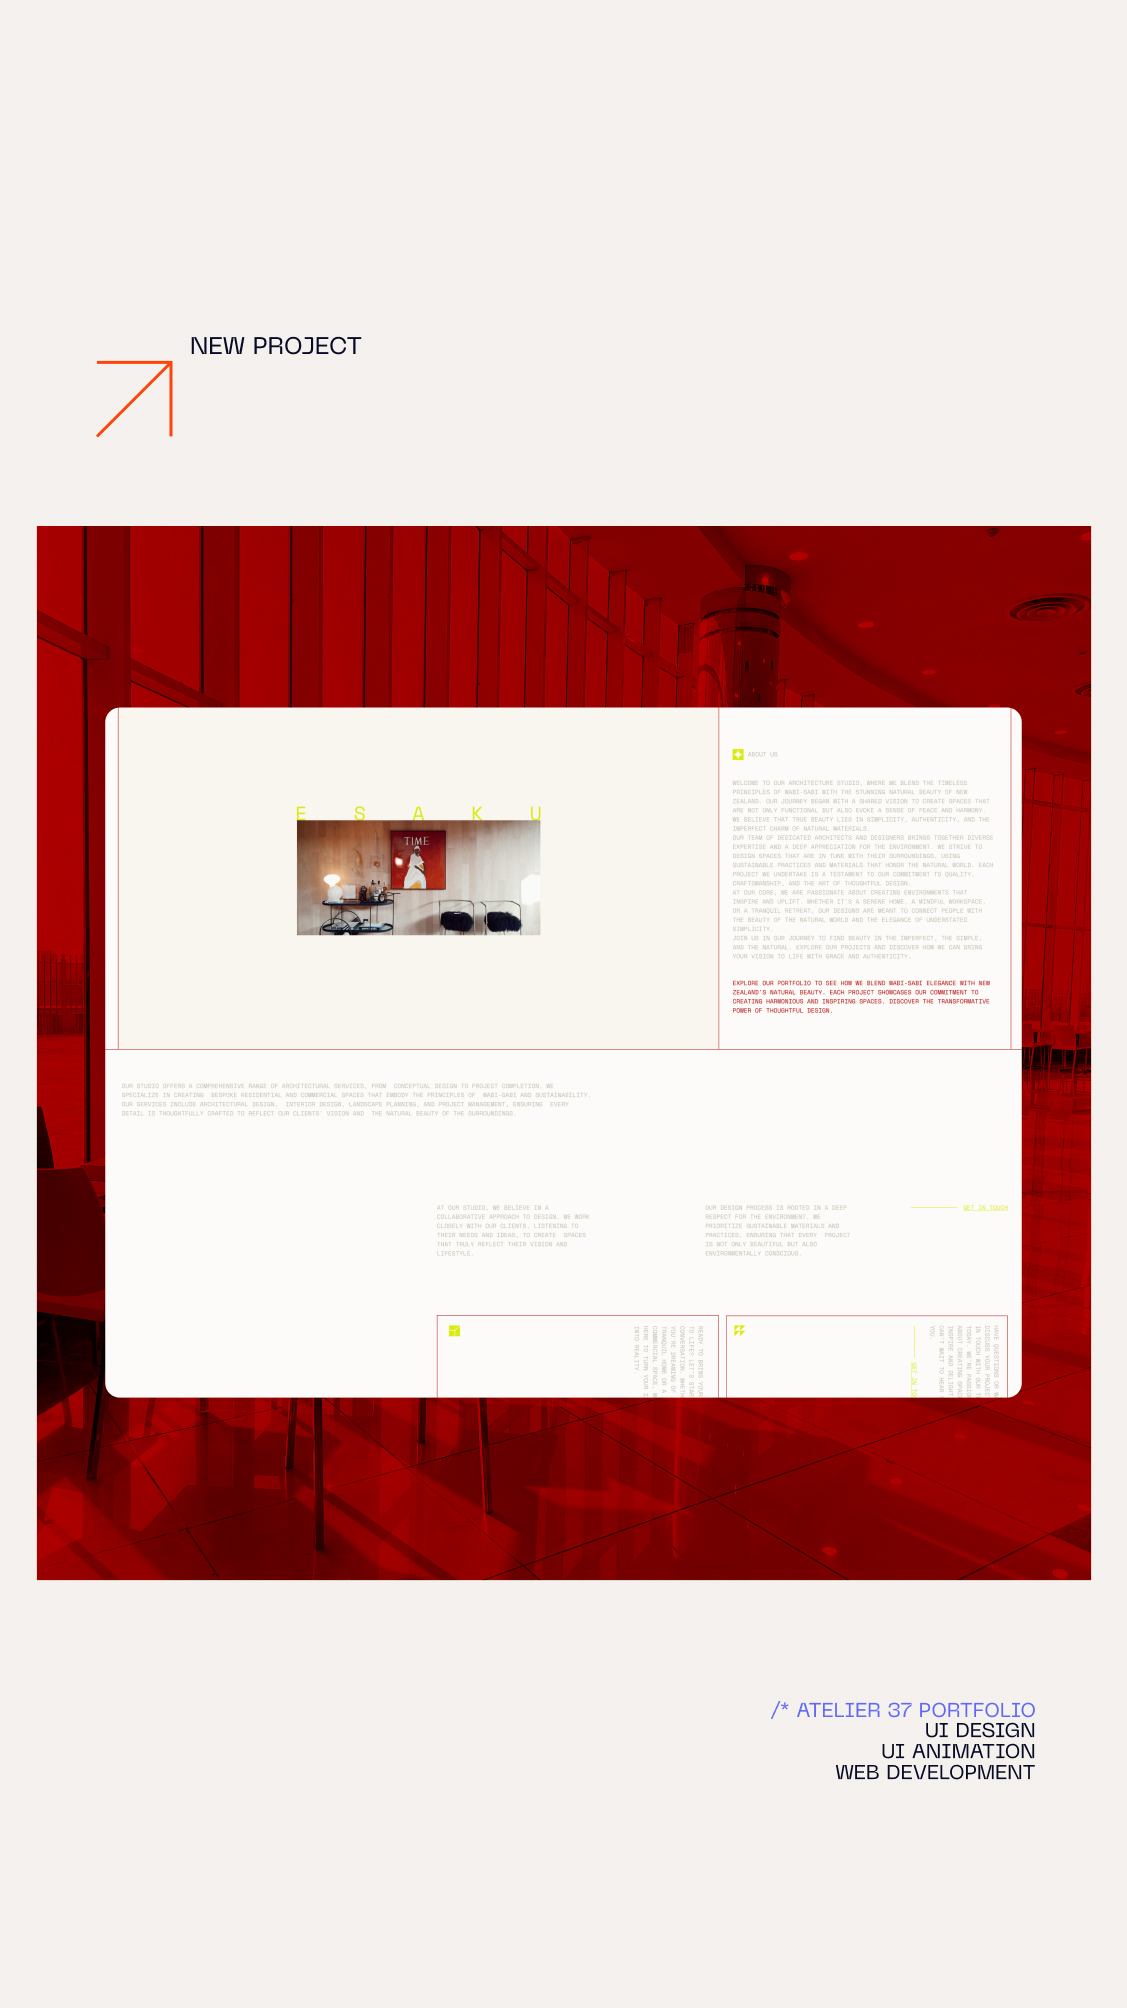 NEW PROJECT
E S A K U
TIME
ABOUT US
WELCOME TO OUR ARCHITECTURE STUDIO, WHERE WE BLEND THE TIMELESS
PRINCIPLES OF WABI-SABI WITH THE STUNNING NATURAL BEAUTY OF NEW
ZEALAND. OUR JOURNEY BEGAN WITH A SHARED VISION TO CREATE SPACES THAT
ARE NOT ONLY FUNCTIONAL BUT ALSO EVOKE A SENSE OF PEACE AND HARMONY.
WE BELIEVE THAT TRUE BEAUTY LIES IN SIMPLICITY, AUTHENTICITY, AND THE
IMPERFECT CHARM OF NATURAL MATERIALS.
OUR TEAM OF DEDICATED ARCHITECTS AND DESIGNERS BRINGS TOGETHER DIVERSE
EXPERTISE AND A DEEP APPRECIATION FOR THE ENVIRONMENT. WE STRIVE TO
DESIGN SPACES THAT ARE IN TUNE WITH THEIR SURROUNDINGS, USING
SUSTAINABLE PRACTICES AND MATERIALS THAT HONOR THE NATURAL WORLD. EACH
PROJECT WE UNDERTAKE IS A TESTAMENT TO OUR COMMITMENT TO QUALITY,
CRAFTSMANSHIP, AND THE ART OF THOUGHTFUL DESIGN.
AT OUR CORE, WE ARE PASSIONATE ABOUT CREATING ENVIRONMENTS THAT
INSPIRE AND UPLIFT. WHETHER IT'S A SERENE HOME, A MINDFUL WORKSPACE,
OR A TRANQUIL RETREAT, OUR DESIGNS ARE MEANT TO CONNECT PEOPLE WITH
THE BEAUTY OF THE NATURAL WORLD AND THE ELEGANCE OF UNDERSTATED
SIMPLICITY.
JOIN US IN OUR JOURNEY TO FIND BEAUTY IN THE IMPERFECT, THE SIMPLE,
AND THE NATURAL. EXPLORE OUR PROJECTS AND DISCOVER HOW WE CAN BRING
YOUR VISION TO LIFE WITH GRACE AND AUTHENTICITY.
EXPLORE OUR PORTFOLIO TO SEE HOW WE BLEND WABI-SABI ELEGANCE WITH NEW
ZEALAND'S NATURAL BEAUTY. EACH PROJECT SHOWCASES OUR COMMITMENT TO
CREATING HARMONIOUS AND INSPIRING SPACES. DISCOVER THE TRANSFORMATIVE
POWER OF THOUGHTFUL DESIGN.
OUR STUDIO OFFERS A COMPREHENSIVE RANGE OF ARCHITECTURAL SERVICES, FROM CONCEPTUAL DESIGN TO PROJECT COMPLETION. WE
SPECIALIZE IN CREATING BESPOKE RESIDENTIAL AND COMMERCIAL SPACES THAT EMBODY THE PRINCIPLES OF WABI-SABI AND SUSTAINABILITY.
OUR SERVICES INCLUDE ARCHITECTURAL DESIGN, INTERIOR DESIGN, LANDSCAPE PLANNING, AND PROJECT MANAGEMENT, ENSURING EVERY
DETAIL IS THOUGHTFULLY CRAFTED TO REFLECT OUR CLIENTS' VISION AND THE NATURAL BEAUTY OF THE SURROUNDINGS.
AT OUR STUDIO, WE BELIEVE IN A
COLLABORATIVE APPROACH TO DESIGN. WE WORK
CLOSELY WITH OUR CLIENTS, LISTENING TO
THEIR NEEDS AND IDEAS, TO CREATE SPACES
THAT TRULY REFLECT THEIR VISION AND
LIFESTYLE.
OUR DESIGN PROCESS IS ROOTED IN A DEEP
RESPECT FOR THE ENVIRONMENT. WE
PRIORITIZE SUSTAINABLE MATERIALS AND
PRACTICES, ENSURING THAT EVERY PROJECT
IS NOT ONLY BEAUTIFUL BUT ALSO
ENVIRONMENTALLY CONSCIOUS.
GET IN TOUCH
READY TO BRING YOUR
TO LIFE? LET'S
CONVERSATION.
YOU'RE DREAMING OF
TRANQUIL HOME OR A
COMMERCIAL SPACE,
HERE TO TURN YOUR
INTO REALITY
HAVE QUESTIONS OR
DISCUSS YOUR PROJECT
IN TOUCH WITH OUR
TODAY. WE'RE
ABOUT CREATING
INSPIRE AND DELIGHT
CAN'T WAIT TO HEAR
YOU.
GET IN
/* ATELIER 37 PORTFOLIO
UI DESIGN
UI ANIMATION
WEB DEVELOPMENT